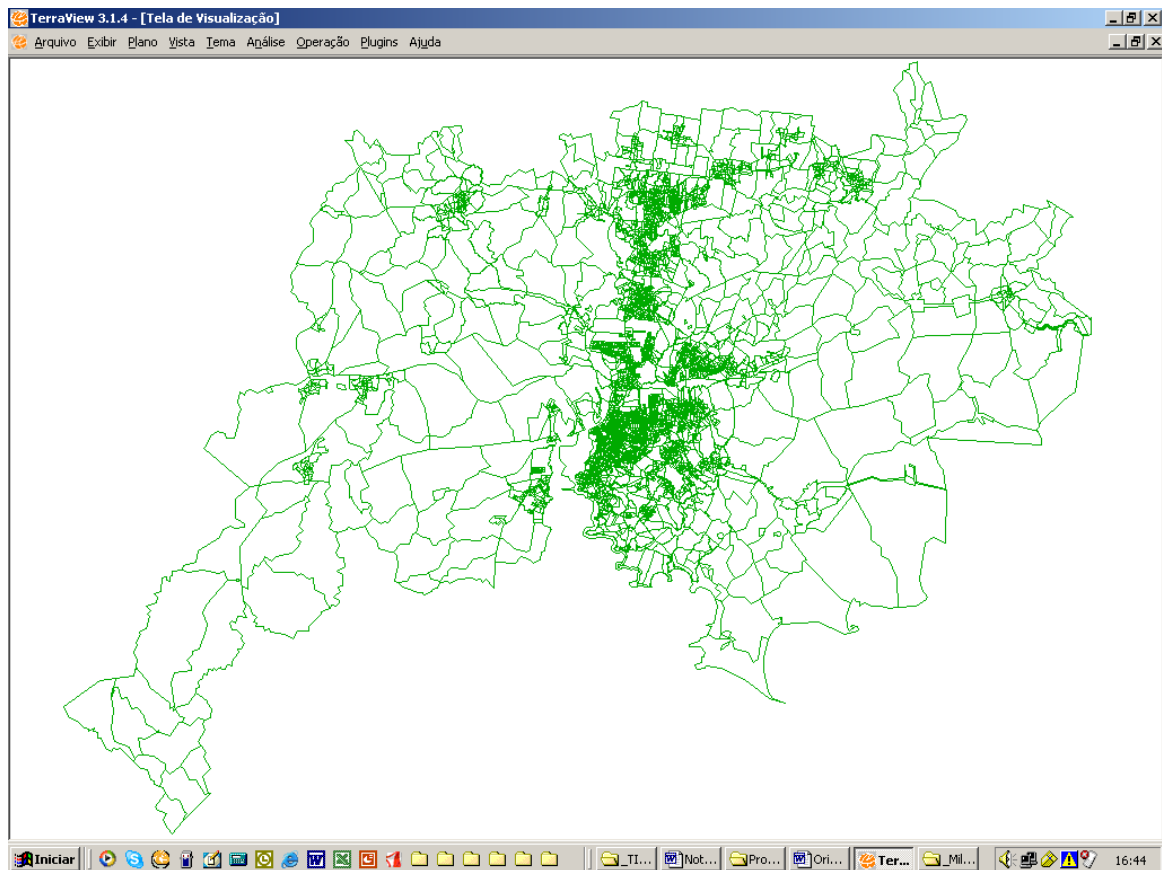 TerraView 3.1.4 - [Tela de Visualização]
Arquivo Exibir Plano Vista Tema Análise Operação Plugins Ajuda
Iniciar _TI... Not... Pro... Ori... Ter... _Mil... 16:44